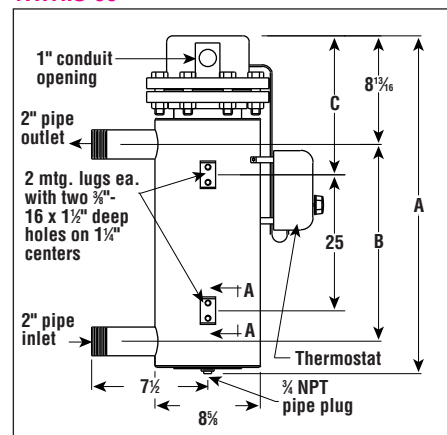 1" conduit
opening
2" pipe
outlet
2 mtg. lugs ea.
with two ⅜"-
16 x 1½" deep
holes on 1¼"
centers
2" pipe
inlet
C
8¹³⁄₁₆
A
25
B
A
A
Thermostat
7½
¾ NPT
pipe plug
8⅝